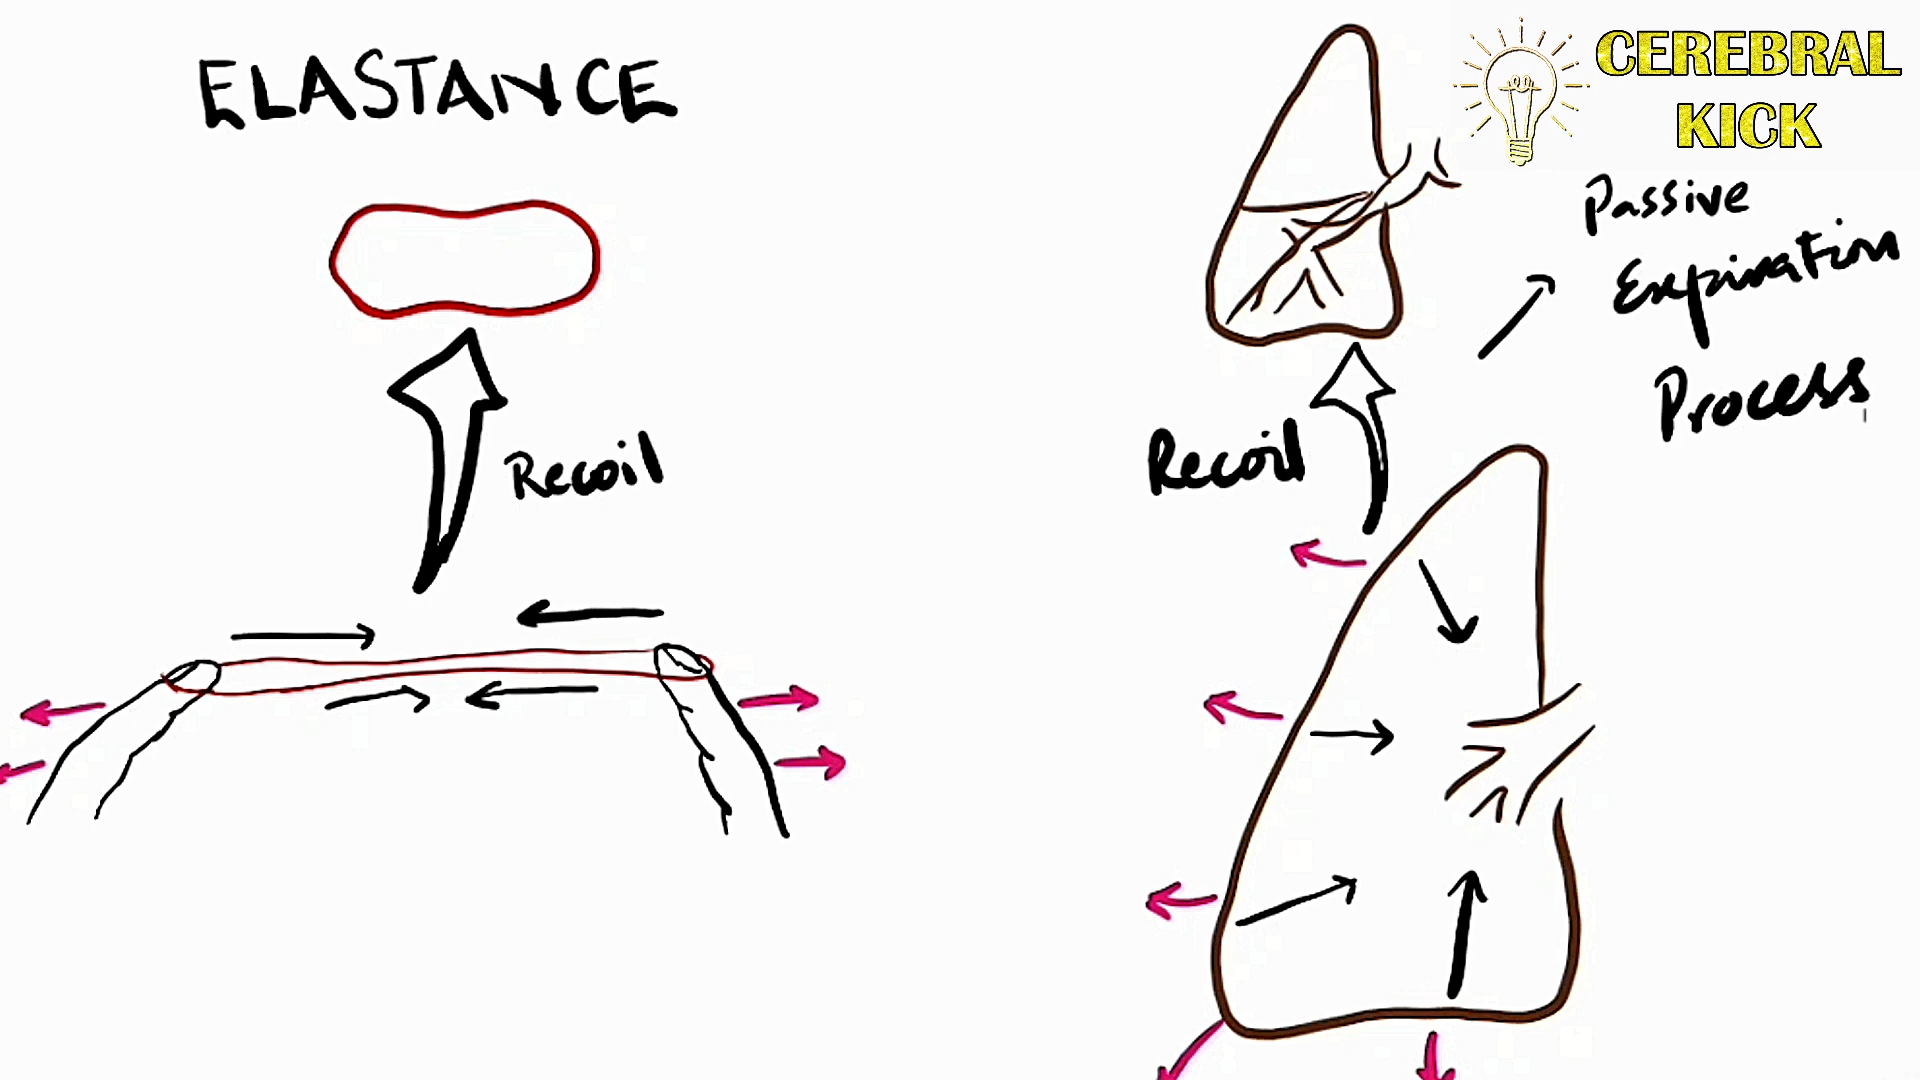 ELASTANCE
CEREBRAL
KICK
Passive
Expiration
Process
Recoil
Recoil